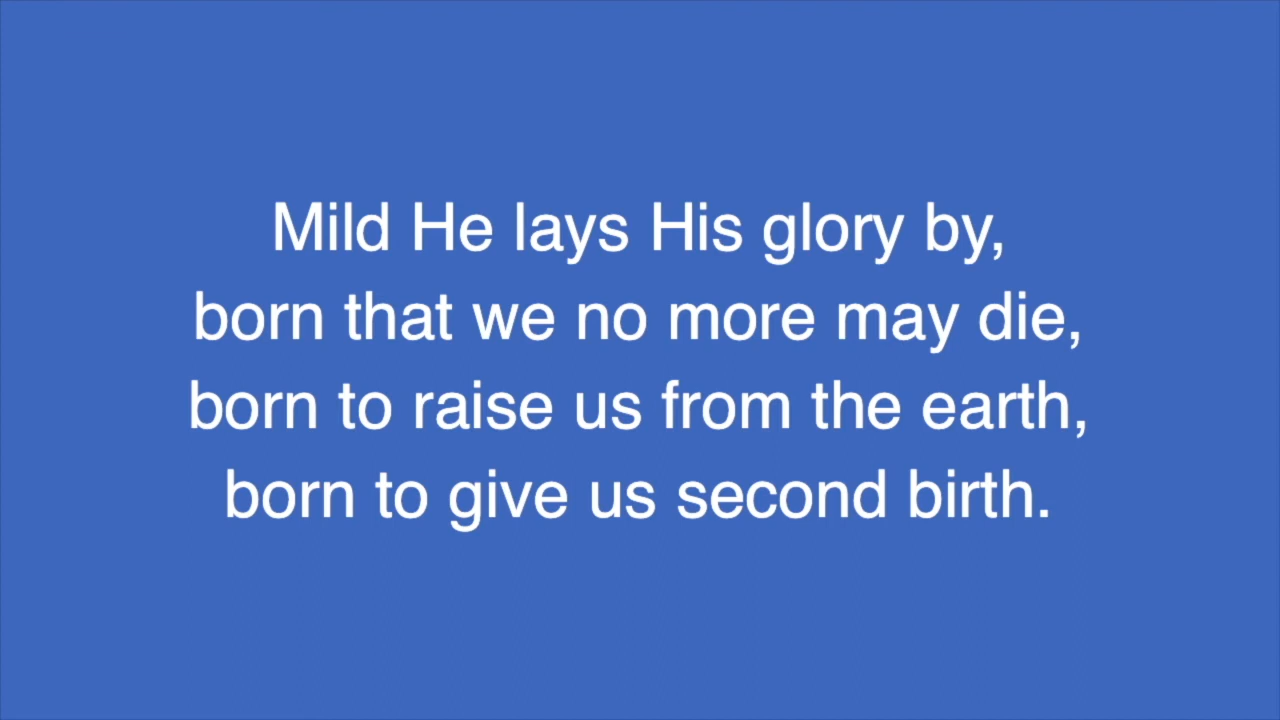 Mild He lays His glory by,
born that we no more may die,
born to raise us from the earth,
born to give us second birth.